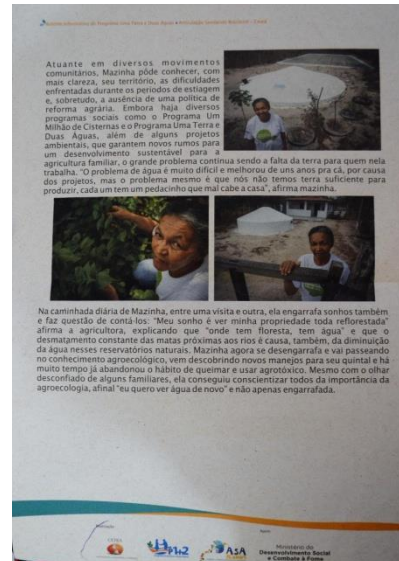 Boletim Informativo do Programa Uma Terra e Duas Águas • Articulação Semiárido
Atuante em diversos movimentos
comunitários, Mazinha pôde conhecer, com
mais clareza, seu território, as dificuldades
enfrentadas durante os períodos de estiagem
e, sobretudo, a ausência de uma política de
reforma agrária. Embora haja diversos
programas sociais como o Programa Um
Milhão de Cisternas e o Programa Uma Terra e
Duas Águas, além de alguns projetos
ambientais, que garantem novos rumos para
um desenvolvimento sustentável para a
agricultura familiar, o grande problema continua sendo a falta da terra para quem nela
trabalha. "O problema de água é muito difícil e melhorou de uns anos pra cá, por causa
dos projetos, mas o problema mesmo é que nós não temos terra suficiente para
produzir, cada um tem um pedacinho que mal cabe a casa", afirma mazinha.
Na caminhada diária de Mazinha, entre uma visita e outra, ela engarrafa sonhos também
e faz questão de contá-los: "Meu sonho é ver minha propriedade toda reflorestada"
afirma a agricultora, explicando que "onde tem floresta, tem água" e que o
desmatamento constante das matas próximas aos rios é causa, também, da diminuição
da água nesses reservatórios naturais. Mazinha agora se desengarrafa e vai passeando
no conhecimento agroecológico, vem descobrindo novos manejos para seu quintal e há
muito tempo já abandonou o hábito de queimar e usar agrotóxico. Mesmo com o olhar
desconfiado de alguns familiares, ela conseguiu conscientizar todos da importância da
agroecologia, afinal "eu quero ver água de novo" e não apenas engarrafada.
ASA
Ministério do
Desenvolvimento Social
e Combate à Fome